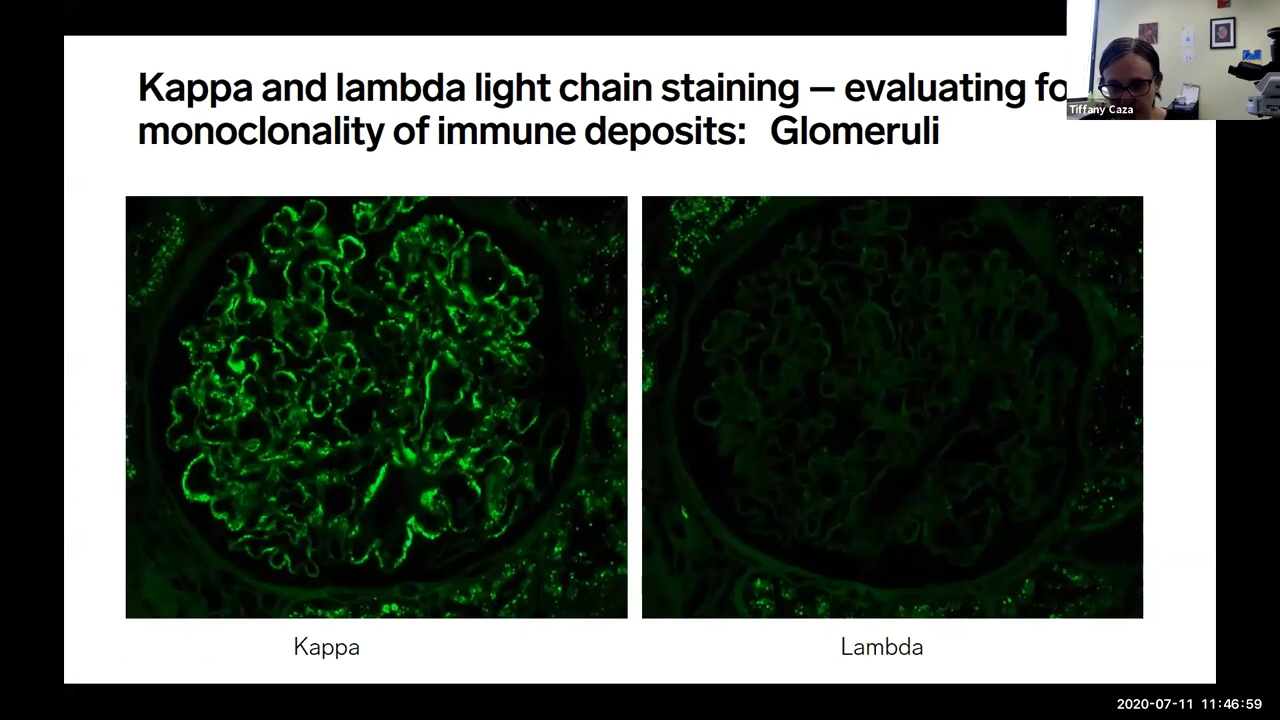 Kappa and lambda light chain staining – evaluating fo
monoclonality of immune deposits: Glomeruli
Tiffany Caza
Kappa
Lambda
2020-07-11 11:46:59